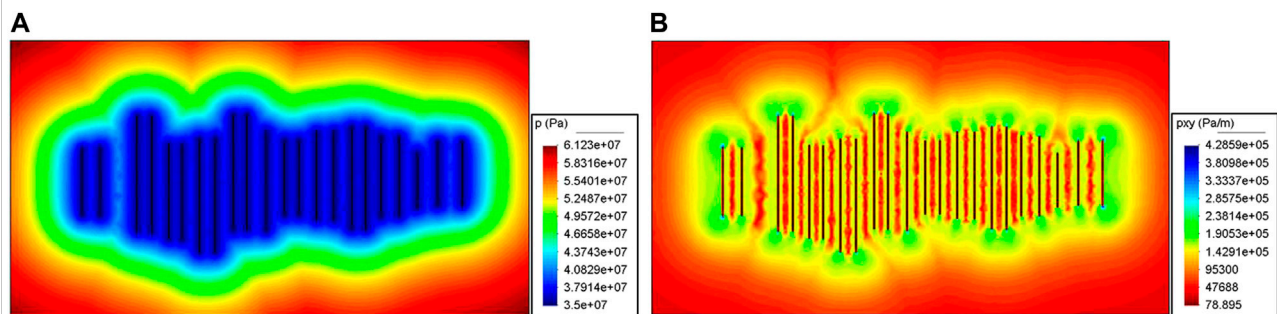 A
p (Pa)
6.123e+07
5.8316e+07
5.5401e+07
5.2487e+07
4.9572e+07
4.6658e+07
4.3743e+07
4.0829e+07
3.7914e+07
3.5e+07
B
pxy (Pa/m)
4.2859e+05
3.8098e+05
3.3337e+05
2.8575e+05
2.3814e+05
1.9053e+05
1.4291e+05
95300
47688
78.895